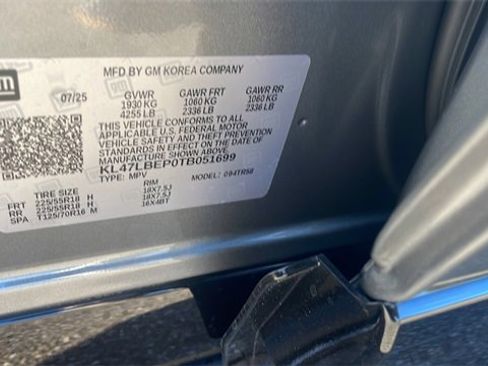 gm
MFD BY GM KOREA COMPANY
07/25
GVWR GAWR FRT GAWR RR
1930 KG 1060 KG 1060 KG
4255 LB 2336 LB 2336 LB
THIS VEHICLE CONFORMS TO ALL
APPLICABLE U.S. FEDERAL MOTOR
VEHICLE SAFETY AND THEFT PREVENTION
STANDARDS IN EFFECT ON THE DATE OF
MANUFACTURE SHOWN ABOVE.
KL47LBEP0TB051699
TYPE: MPV MODEL: 094TR58
TIRE SIZE RIM
FRT 225/55R18 H 18X7.5J
RR 225/55R18 H 18X7.5J
SPA T125/70R16 M 16X4BT